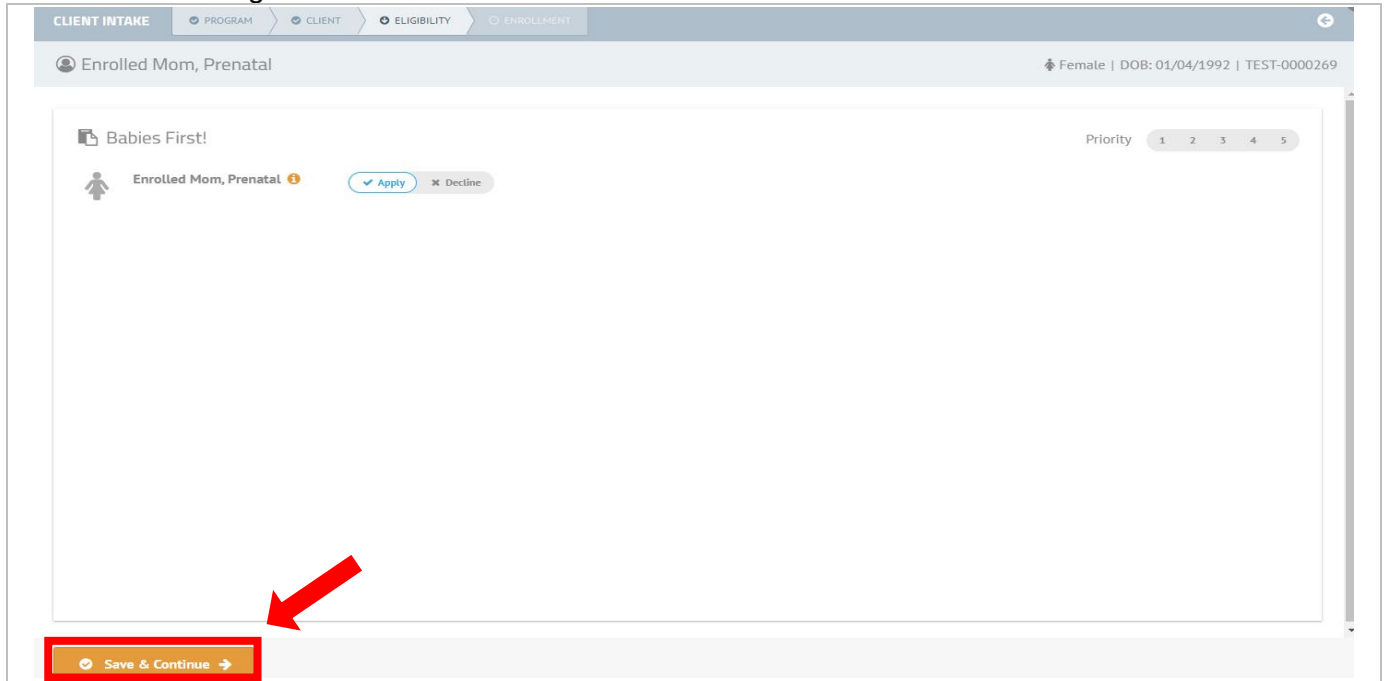 CLIENT INTAKE PROGRAM CLIENT ELIGIBILITY ENROLLMENT
Enrolled Mom, Prenatal Female | DOB: 01/04/1992 | TEST-0000269
Babies First! Priority 1 2 3 4 5
Enrolled Mom, Prenatal Apply Decline
Save & Continue